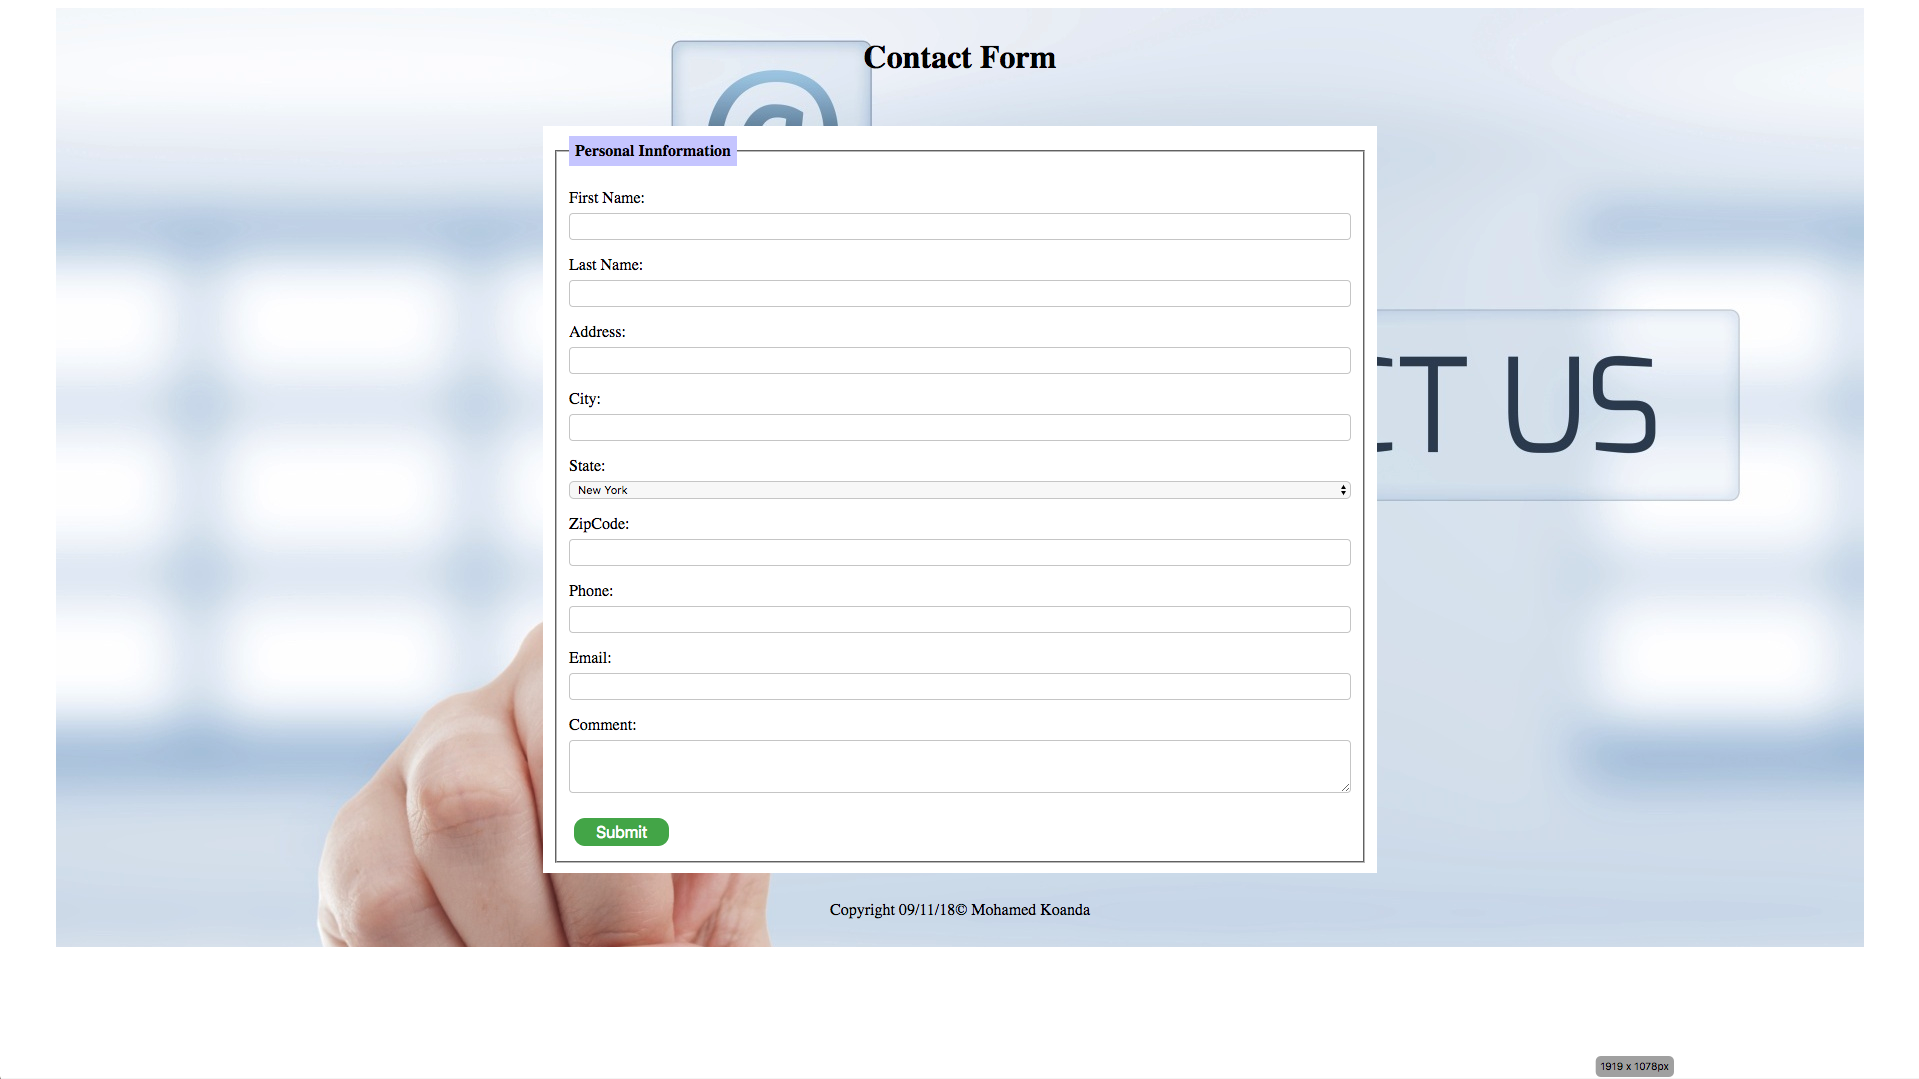 Contact Form
@
Personal Innformation
First Name:
Last Name:
Address:
City:
State:
New York
CT US
ZipCode:
Phone:
Email:
Comment:
Submit
Copyright 09/11/18© Mohamed Koanda
1919 x 1078px